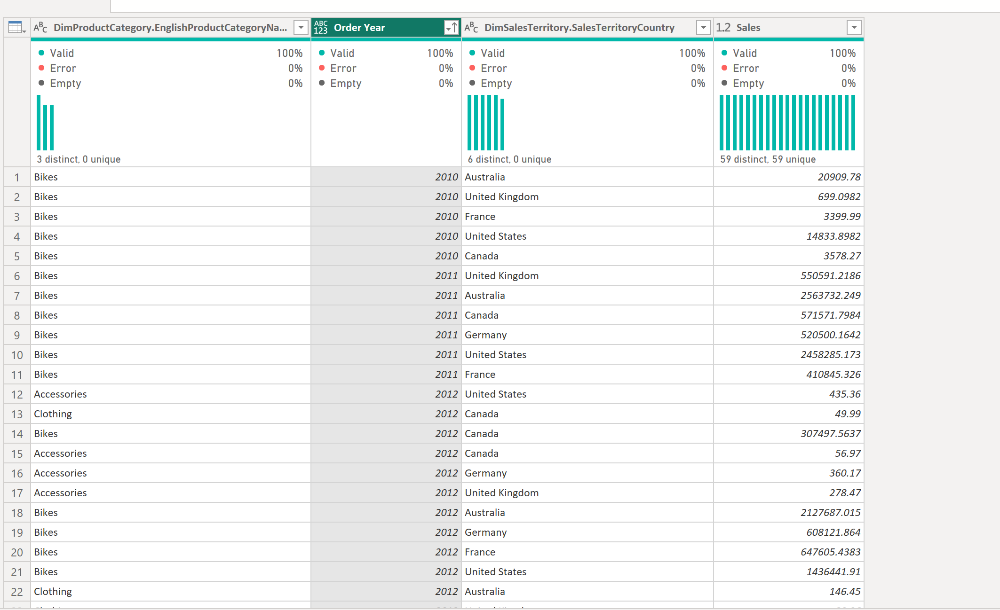 ABC DimProductCategory.EnglishProductCategoryNa... ABC 123 Order Year ABC DimSalesTerritory.SalesTerritoryCountry 1.2 Sales
Valid 100% Valid 100% Valid 100% Valid 100%
Error 0% Error 0% Error 0% Error 0%
Empty 0% Empty 0% Empty 0% Empty 0%
3 distinct, 0 unique 6 distinct, 0 unique 59 distinct, 59 unique
1 Bikes 2010 Australia 20909.78
2 Bikes 2010 United Kingdom 699.0982
3 Bikes 2010 France 3399.99
4 Bikes 2010 United States 14833.8982
5 Bikes 2010 Canada 3578.27
6 Bikes 2011 United Kingdom 550591.2186
7 Bikes 2011 Australia 2563732.249
8 Bikes 2011 Canada 571571.7984
9 Bikes 2011 Germany 520500.1642
10 Bikes 2011 United States 2458285.173
11 Bikes 2011 France 410845.326
12 Accessories 2012 United States 435.36
13 Clothing 2012 Canada 49.99
14 Bikes 2012 Canada 307497.5637
15 Accessories 2012 Canada 56.97
16 Accessories 2012 Germany 360.17
17 Accessories 2012 United Kingdom 278.47
18 Bikes 2012 Australia 2127687.015
19 Bikes 2012 Germany 608121.864
20 Bikes 2012 France 647605.4383
21 Bikes 2012 United States 1436441.91
22 Clothing 2012 Australia 146.45